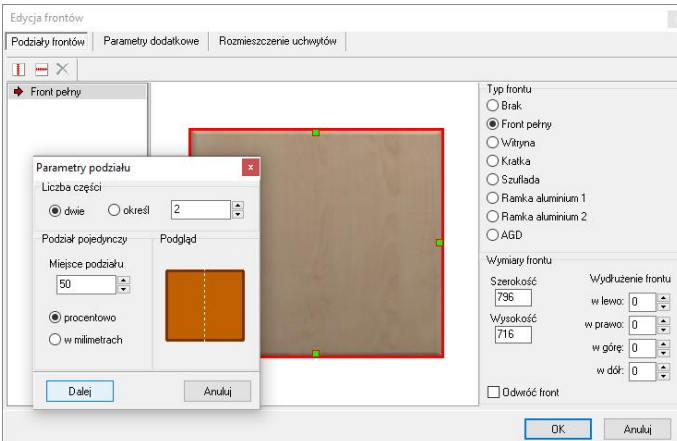 Edycja frontów
Podziały frontów Parametry dodatkowe Rozmieszczenie uchwytów
Front pełny
Parametry podziału
Liczba części
dwie określ 2
Podział pojedynczy Podgląd
Miejsce podziału
50
procentowo
w milimetrach
Dalej Anuluj
Typ frontu
Brak
Front pełny
Witryna
Kratka
Szuflada
Ramka aluminium 1
Ramka aluminium 2
AGD
Wymiary frontu
Szerokość Wydłużenie frontu
796 w lewo: 0
Wysokość w prawo: 0
716 w górę: 0
w dół: 0
Odwróć front
OK Anuluj